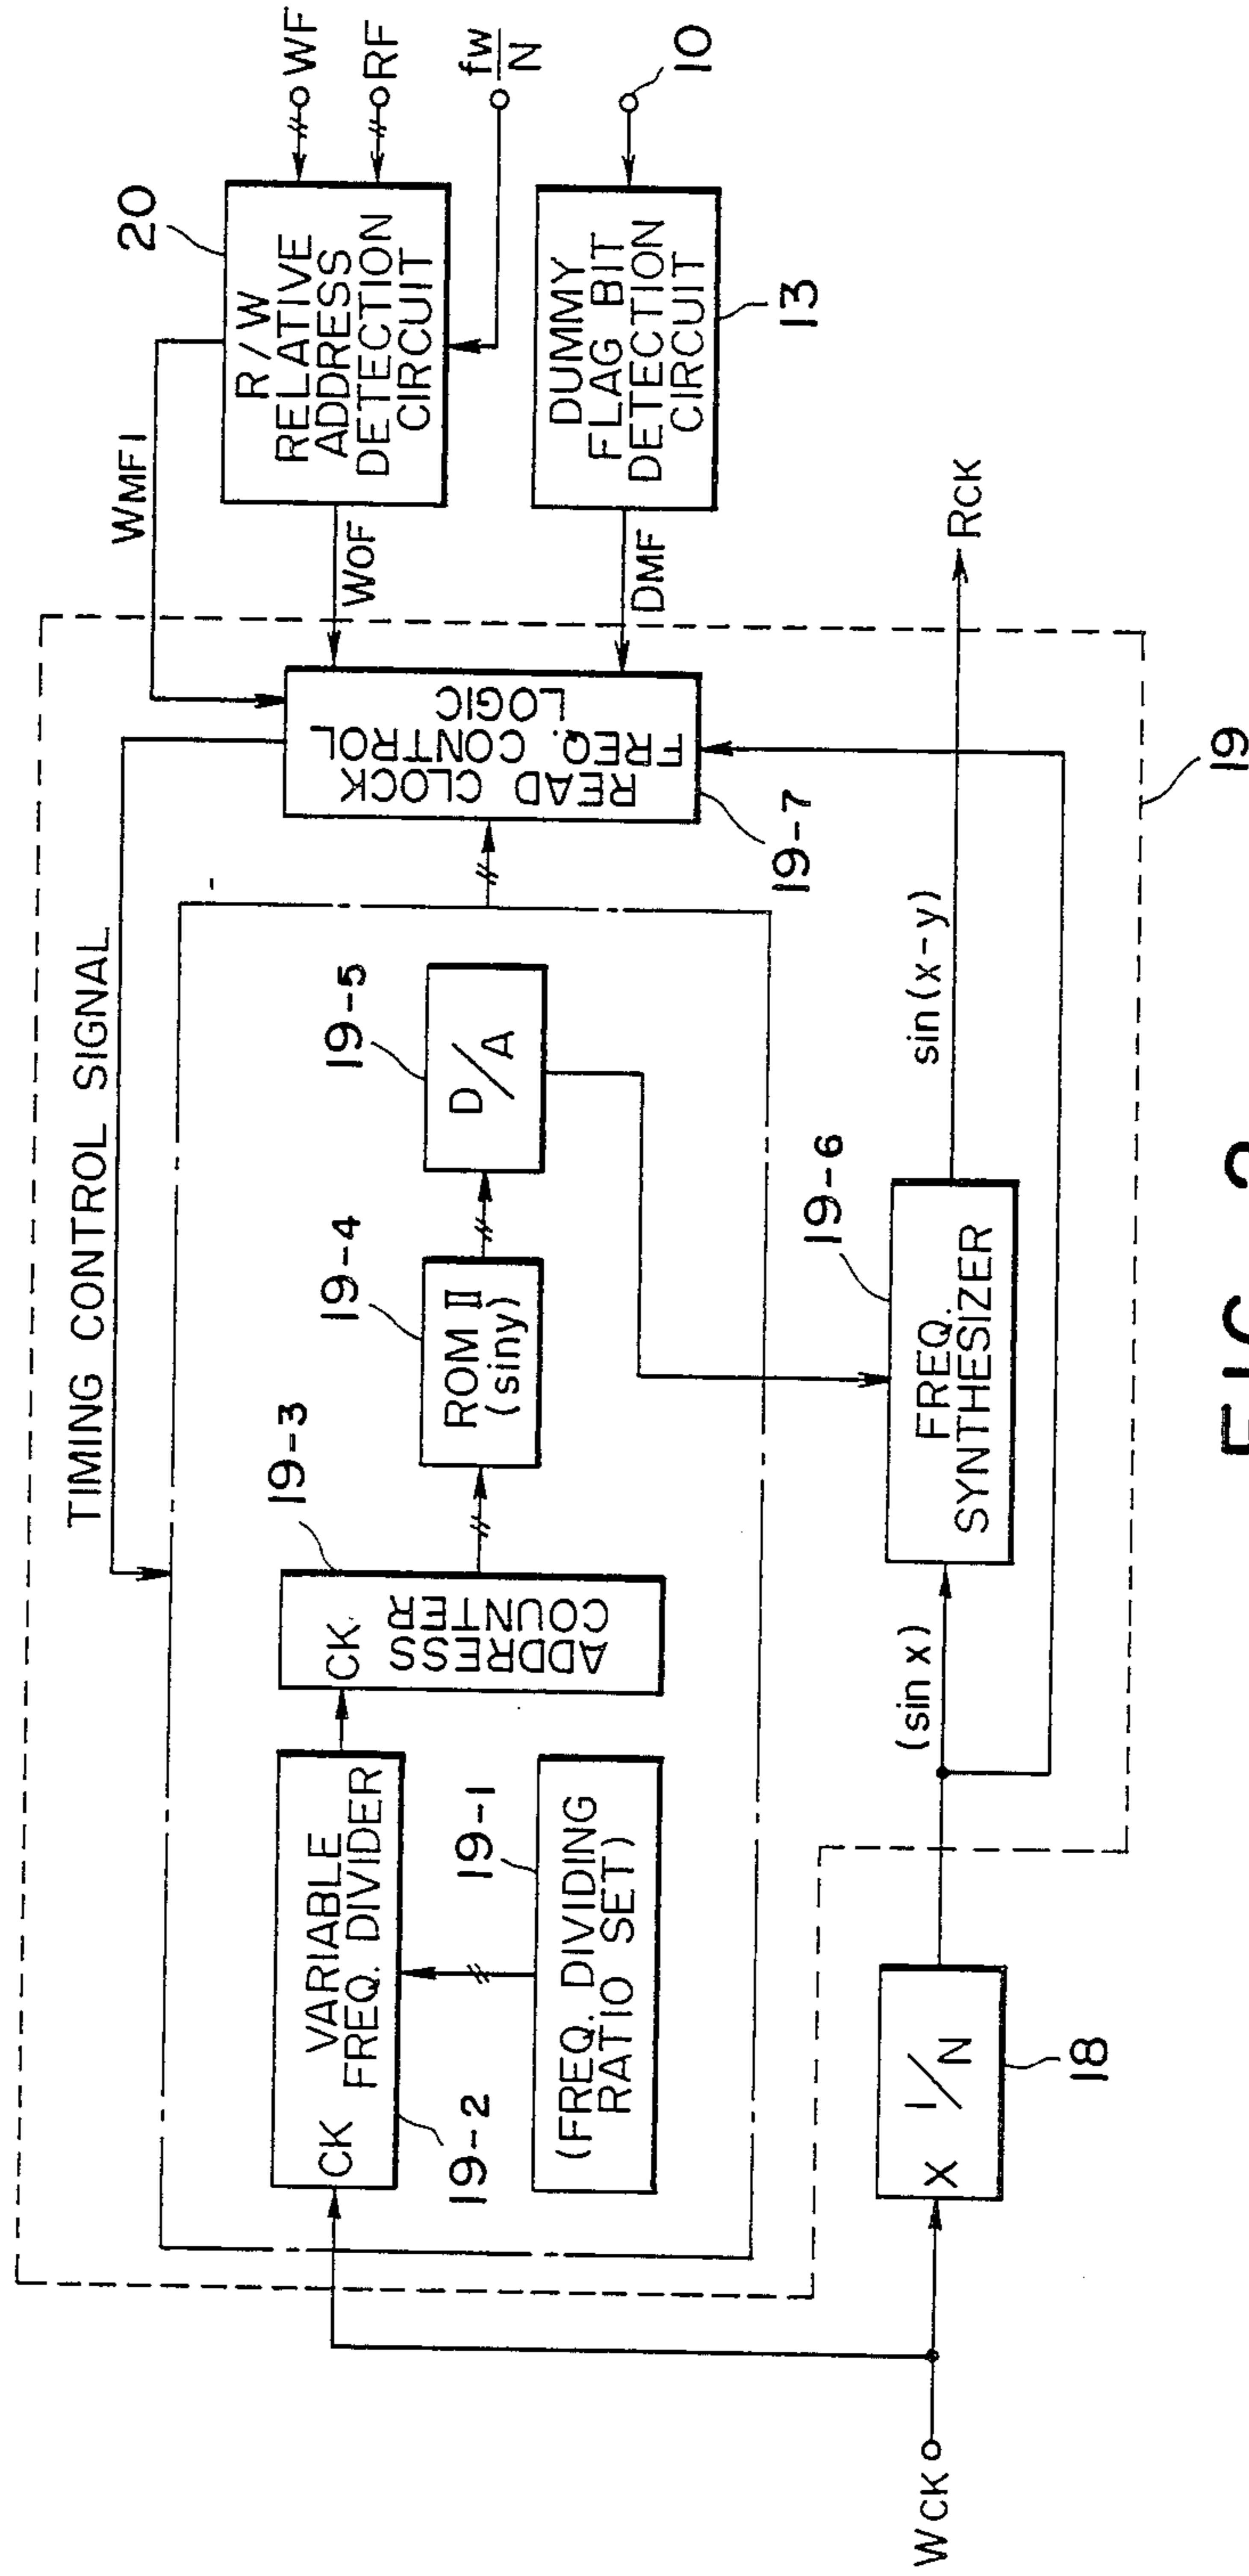 WCK
X 1/N
18
CK VARIABLE
FREQ. DIVIDER
19-2
(FREQ. DIVIDING
RATIO SET)
19-1
CK
ADDRESS
COUNTER
19-3
ROM II
(siny)
19-4
D/A
19-5
TIMING CONTROL SIGNAL
(sin x)
FREQ.
SYNTHESIZER
19-6
sin(x-y)
RCK
READ CLOCK
FREQ. CONTROL
LOGIC
19-7
19
WMF1
WOF
DMF
R/W
RELATIVE
ADDRESS
DETECTION
CIRCUIT
20
DUMMY
FLAG BIT
DETECTION
CIRCUIT
13
WF
RF
fw
N
10